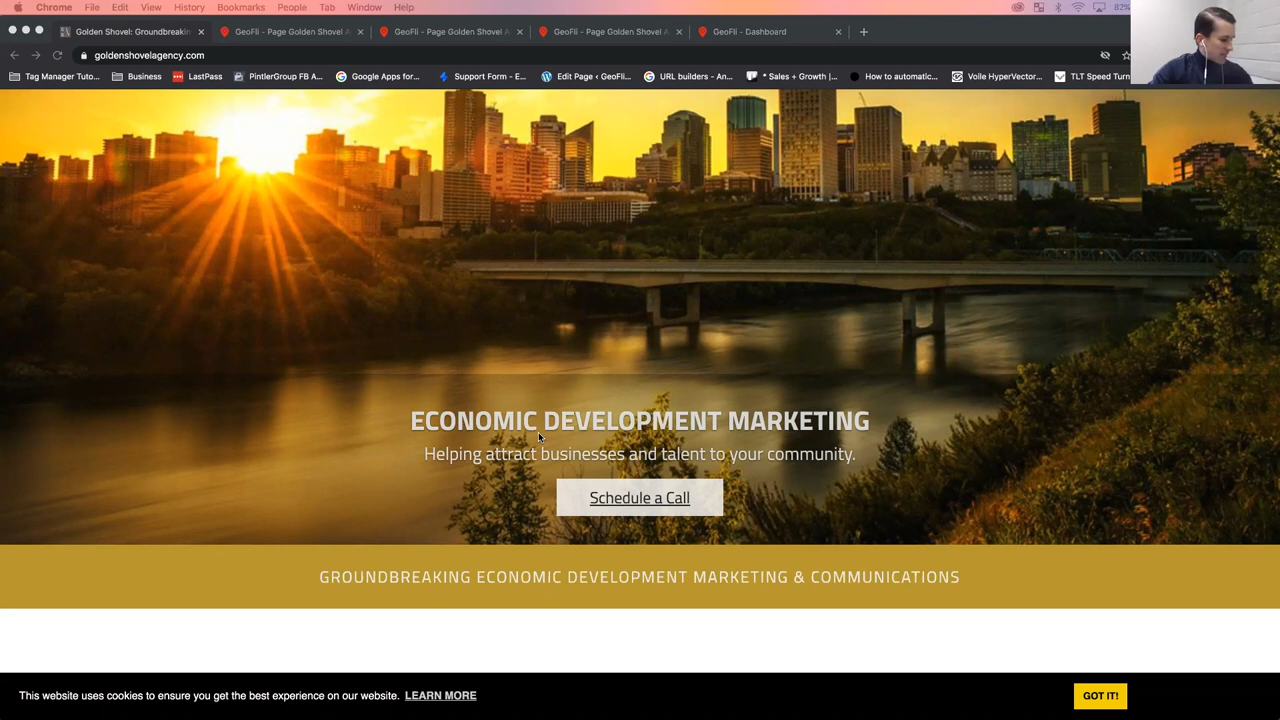 Chrome File Edit View History Bookmarks People Tab Window Help 82%
Golden Shovel: Groundbreakin GeoFli - Page Golden Shovel A GeoFli - Page Golden Shovel A GeoFli - Page Golden Shovel A GeoFli - Dashboard
goldenshovelagency.com
Tag Manager Tuto... Business LastPass PintlerGroup FB A... Google Apps for... Support Form - E... Edit Page ‹ GeoFli... URL builders - An... * Sales + Growth |... How to automatic... Voile HyperVector... TLT Speed Turn
ECONOMIC DEVELOPMENT MARKETING
Helping attract businesses and talent to your community.
Schedule a Call
GROUNDBREAKING ECONOMIC DEVELOPMENT MARKETING & COMMUNICATIONS
This website uses cookies to ensure you get the best experience on our website. LEARN MORE
GOT IT!